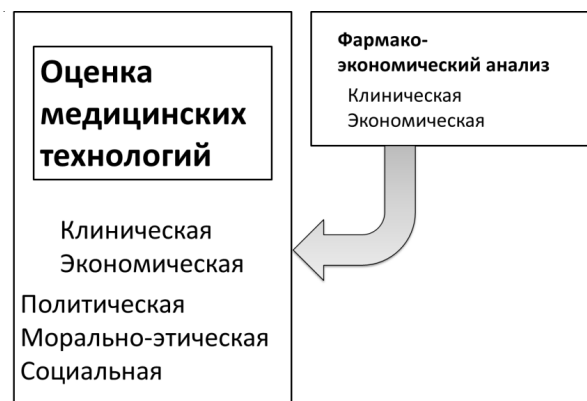 Оценка
медицинских
технологий
Клиническая
Экономическая
Политическая
Морально-этическая
Социальная
Фармако-
экономический анализ
Клиническая
Экономическая